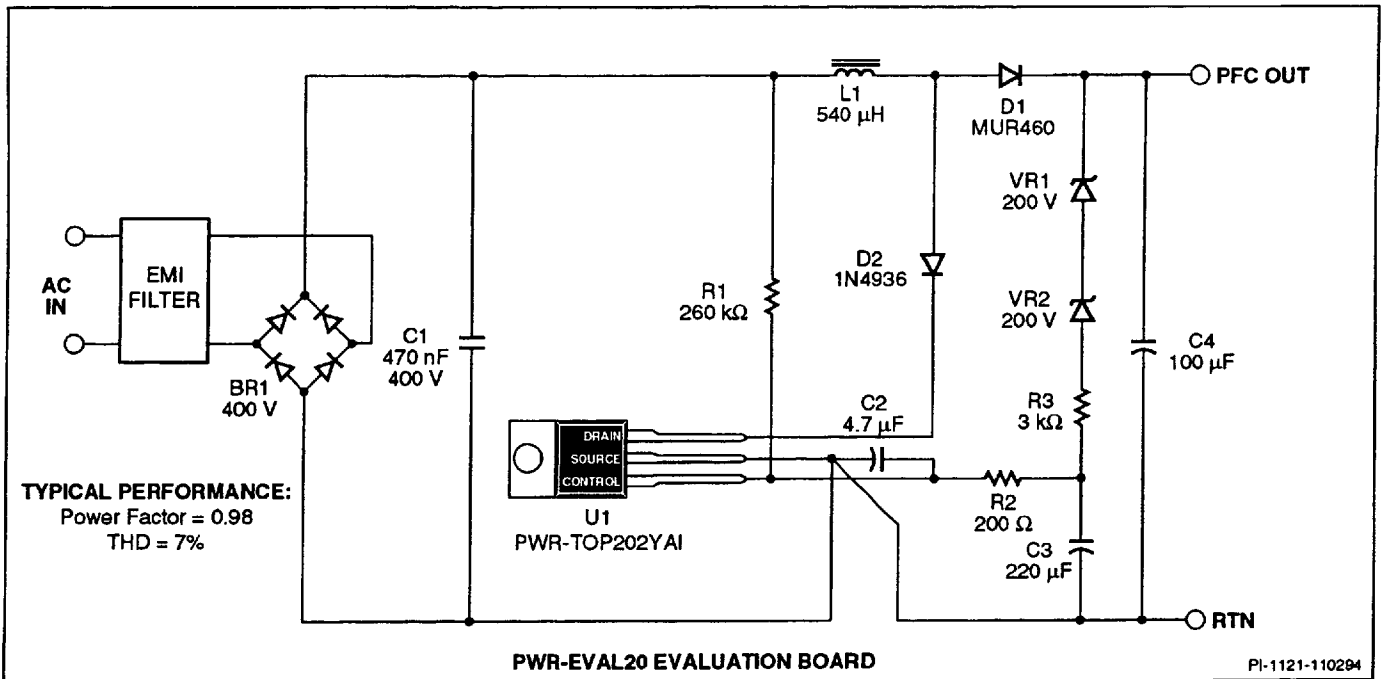 PFC OUT
L1
540 µH
D1
MUR460
VR1
200 V
AC
IN
EMI
FILTER
D2
1N4936
R1
260 kΩ
VR2
200 V
C1
470 nF
400 V
C4
100 µF
BR1
400 V
C2
4.7 µF
R3
3 kΩ
DRAIN
SOURCE
CONTROL
TYPICAL PERFORMANCE:
Power Factor = 0.98
THD = 7%
U1
PWR-TOP202YAI
R2
200 Ω
C3
220 µF
RTN
PWR-EVAL20 EVALUATION BOARD
PI-1121-110294